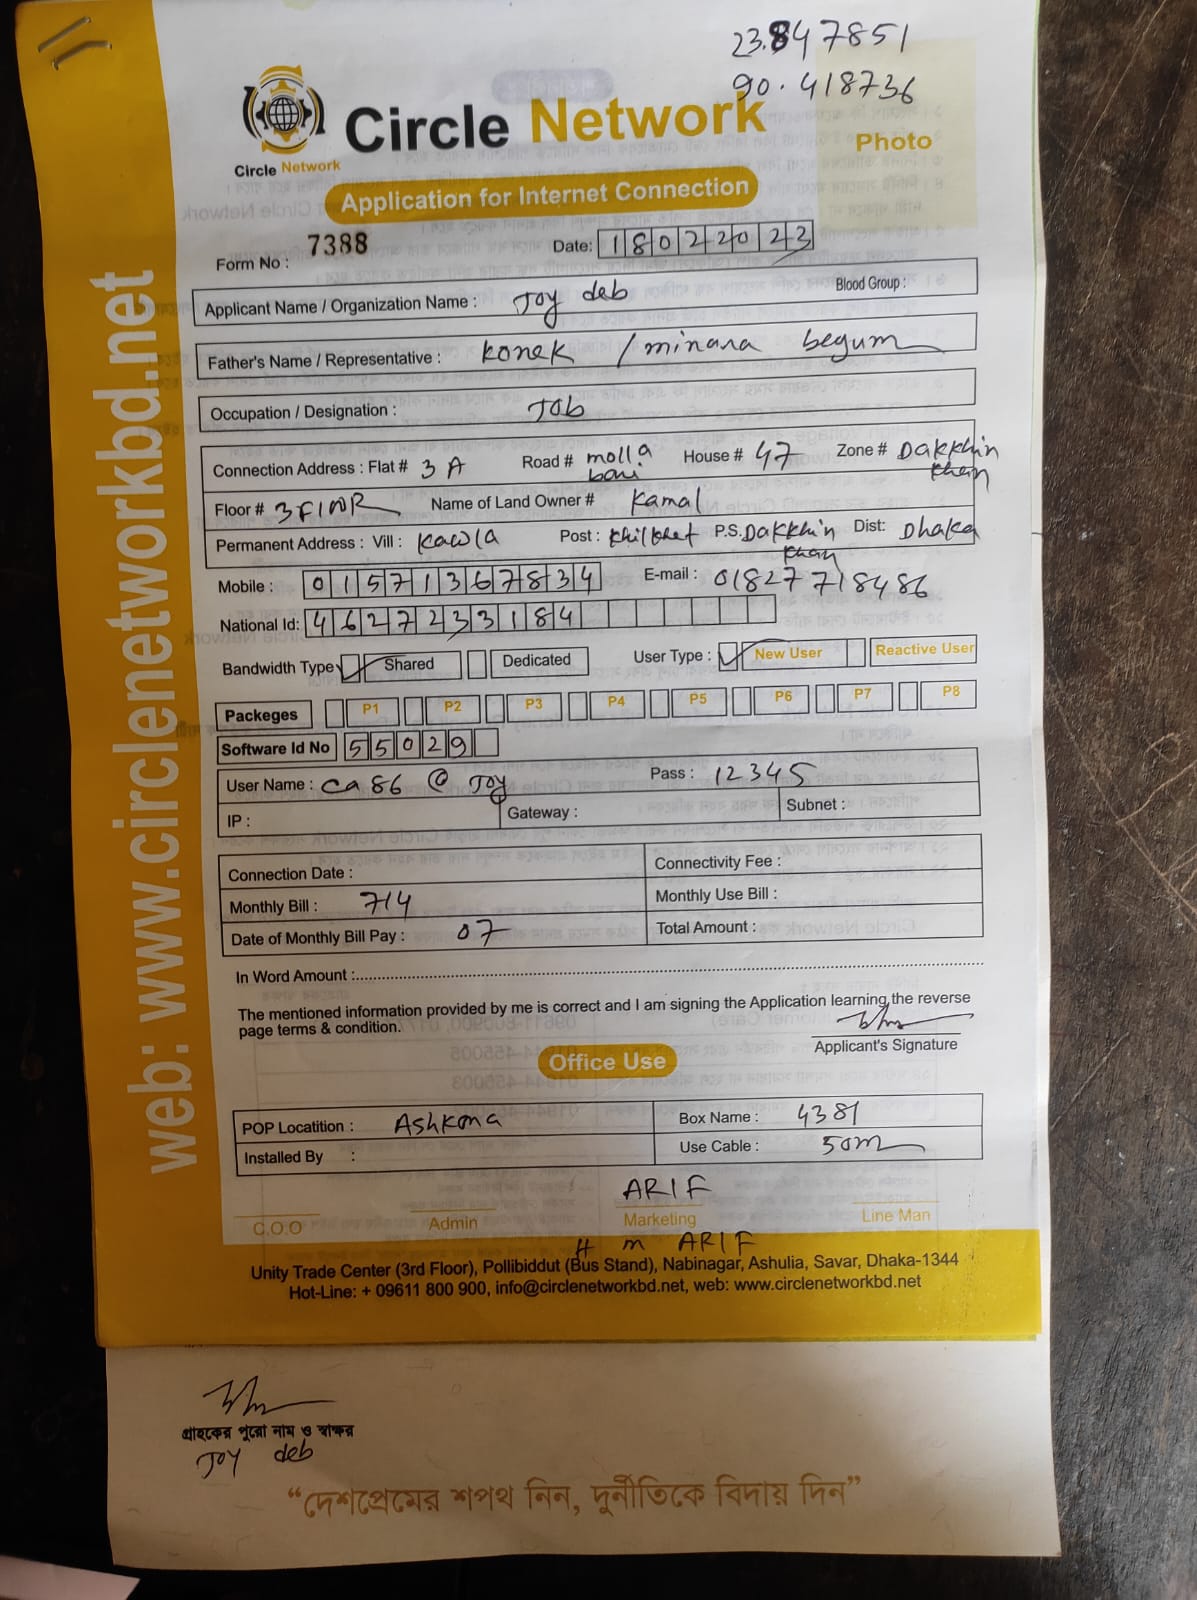 23.847851
90.418736
Circle Network
Circle Network
Photo
Application for Internet Connection
Form No : 7388
Date: 18022023
Applicant Name / Organization Name : Joy deb Blood Group :
Father's Name / Representative : Konek / minara begum
Occupation / Designation : Job
Connection Address : Flat # 3 A Road # molla bari House # 47 Zone # Dakkhin khan
Floor # 3 FlooR Name of Land Owner # Kamal
Permanent Address : Vill : Kawla Post : Khilkhet P.S. Dakkhin khan Dist: Dhaka
Mobile : 01571367834 E-mail : 01827718486
National Id: 4627233184
Bandwidth Type Shared Dedicated User Type : New User Reactive User
Packeges P1 P2 P3 P4 P5 P6 P7 P8
Software Id No 55029
User Name : Ca86 @ Joy Pass : 12345
IP : Gateway : Subnet :
Connection Date : Connectivity Fee :
Monthly Bill : 714 Monthly Use Bill :
Date of Monthly Bill Pay : 07 Total Amount :
In Word Amount :
The mentioned information provided by me is correct and I am signing the Application learning the reverse
page terms & condition.
Applicant's Signature
Office Use
POP Locatition : Ashkona Box Name : 4381
Installed By : Use Cable : 50m
ARIF
C.O.O Admin Marketing Line Man
H m ARIF
Unity Trade Center (3rd Floor), Pollibiddut (Bus Stand), Nabinagar, Ashulia, Savar, Dhaka-1344
Hot-Line: + 09611 800 900, info@circlenetworkbd.net, web: www.circlenetworkbd.net
web: www.circlenetworkbd.net
গ্রাহকের পুরো নাম ও স্বাক্ষর
Joy deb
“দেশপ্রেমের শপথ নিন, দুর্নীতিকে বিদায় দিন”